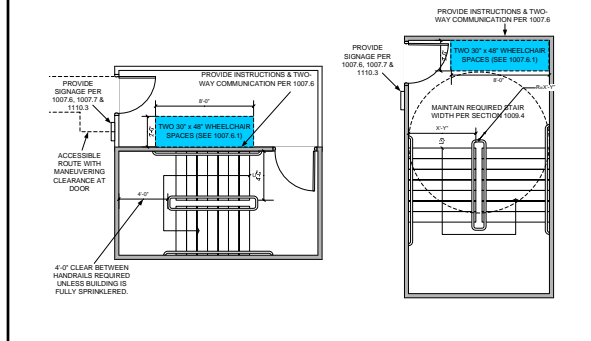 PROVIDE
SIGNAGE PER
1007.6, 1007.7 &
1110.3
PROVIDE INSTRUCTIONS & TWO-
WAY COMMUNICATION PER 1007.6
8'-0"
TWO 30" x 48" WHEELCHAIR
SPACES (SEE 1007.6.1)
ACCESSIBLE
ROUTE WITH
MANEUVERING
CLEARANCE AT
DOOR
4'-0"
4'-0" CLEAR BETWEEN
HANDRAILS REQUIRED
UNLESS BUILDING IS
FULLY SPRINKLERED.
PROVIDE INSTRUCTIONS & TWO-
WAY COMMUNICATION PER 1007.6
PROVIDE
SIGNAGE PER
1007.6, 1007.7 &
1110.3
TWO 30" x 48" WHEELCHAIR
SPACES (SEE 1007.6.1)
8'-0"
R=X'-Y"
MAINTAIN REQUIRED STAIR
WIDTH PER SECTION 1009.4
X'-Y"